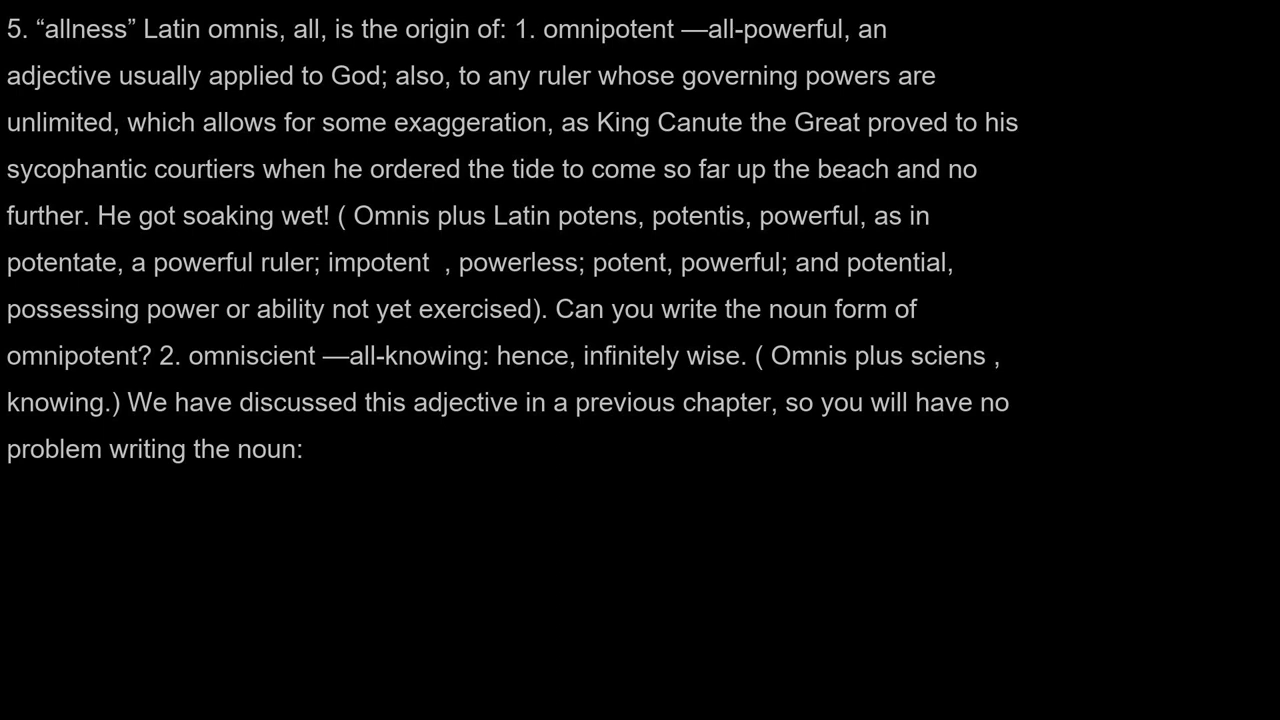 5. “allness” Latin omnis, all, is the origin of: 1. omnipotent —all-powerful, an
adjective usually applied to God; also, to any ruler whose governing powers are
unlimited, which allows for some exaggeration, as King Canute the Great proved to his
sycophantic courtiers when he ordered the tide to come so far up the beach and no
further. He got soaking wet! ( Omnis plus Latin potens, potentis, powerful, as in
potentate, a powerful ruler; impotent  , powerless; potent, powerful; and potential,
possessing power or ability not yet exercised). Can you write the noun form of
omnipotent? 2. omniscient —all-knowing: hence, infinitely wise. ( Omnis plus sciens ,
knowing.) We have discussed this adjective in a previous chapter, so you will have no
problem writing the noun: